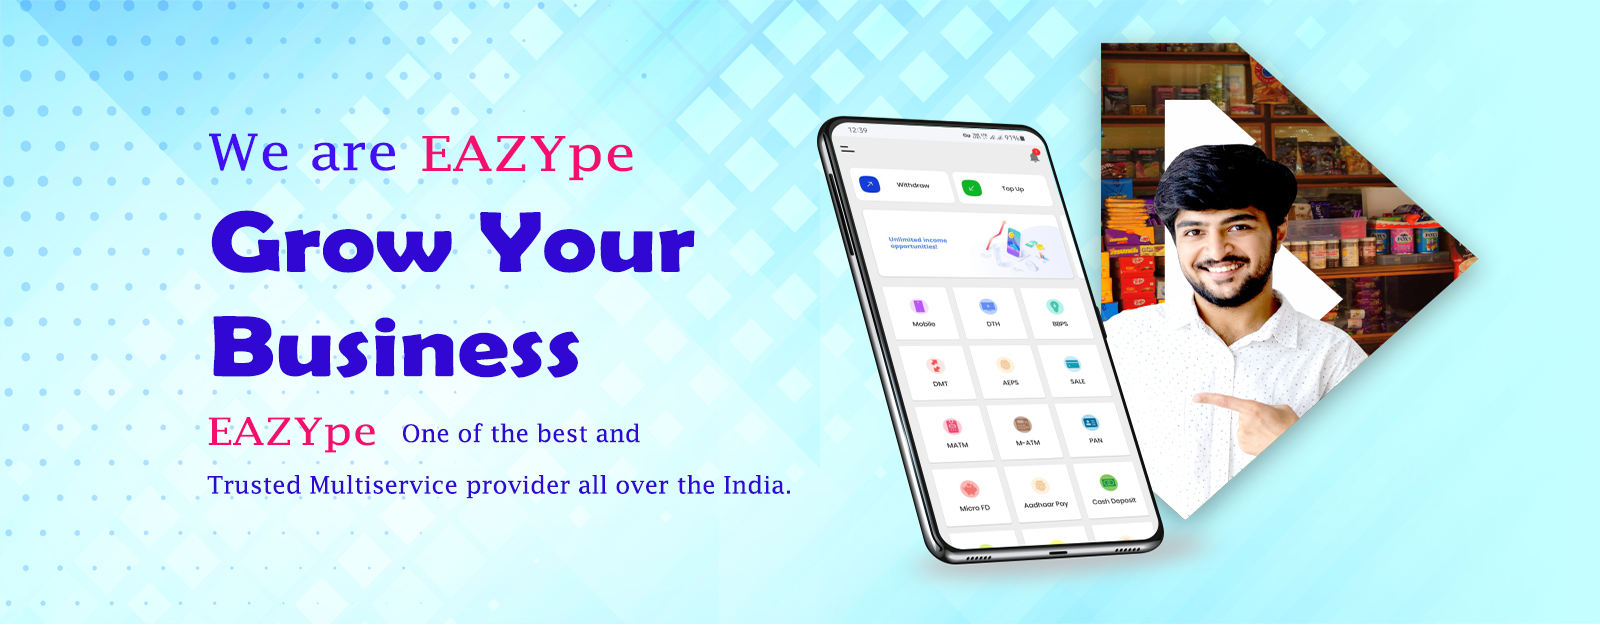 We are EAZYpe
Grow Your
Business
EAZYpe One of the best and
Trusted Multiservice provider all over the India.
12:39
91%
Withdraw
Top Up
Unlimited income
opportunities!
Mobile
DTH
BBPS
DMT
AEPS
SALE
MATM
M-ATM
PAN
Micro FD
Aadhaar Pay
Cash Deposit